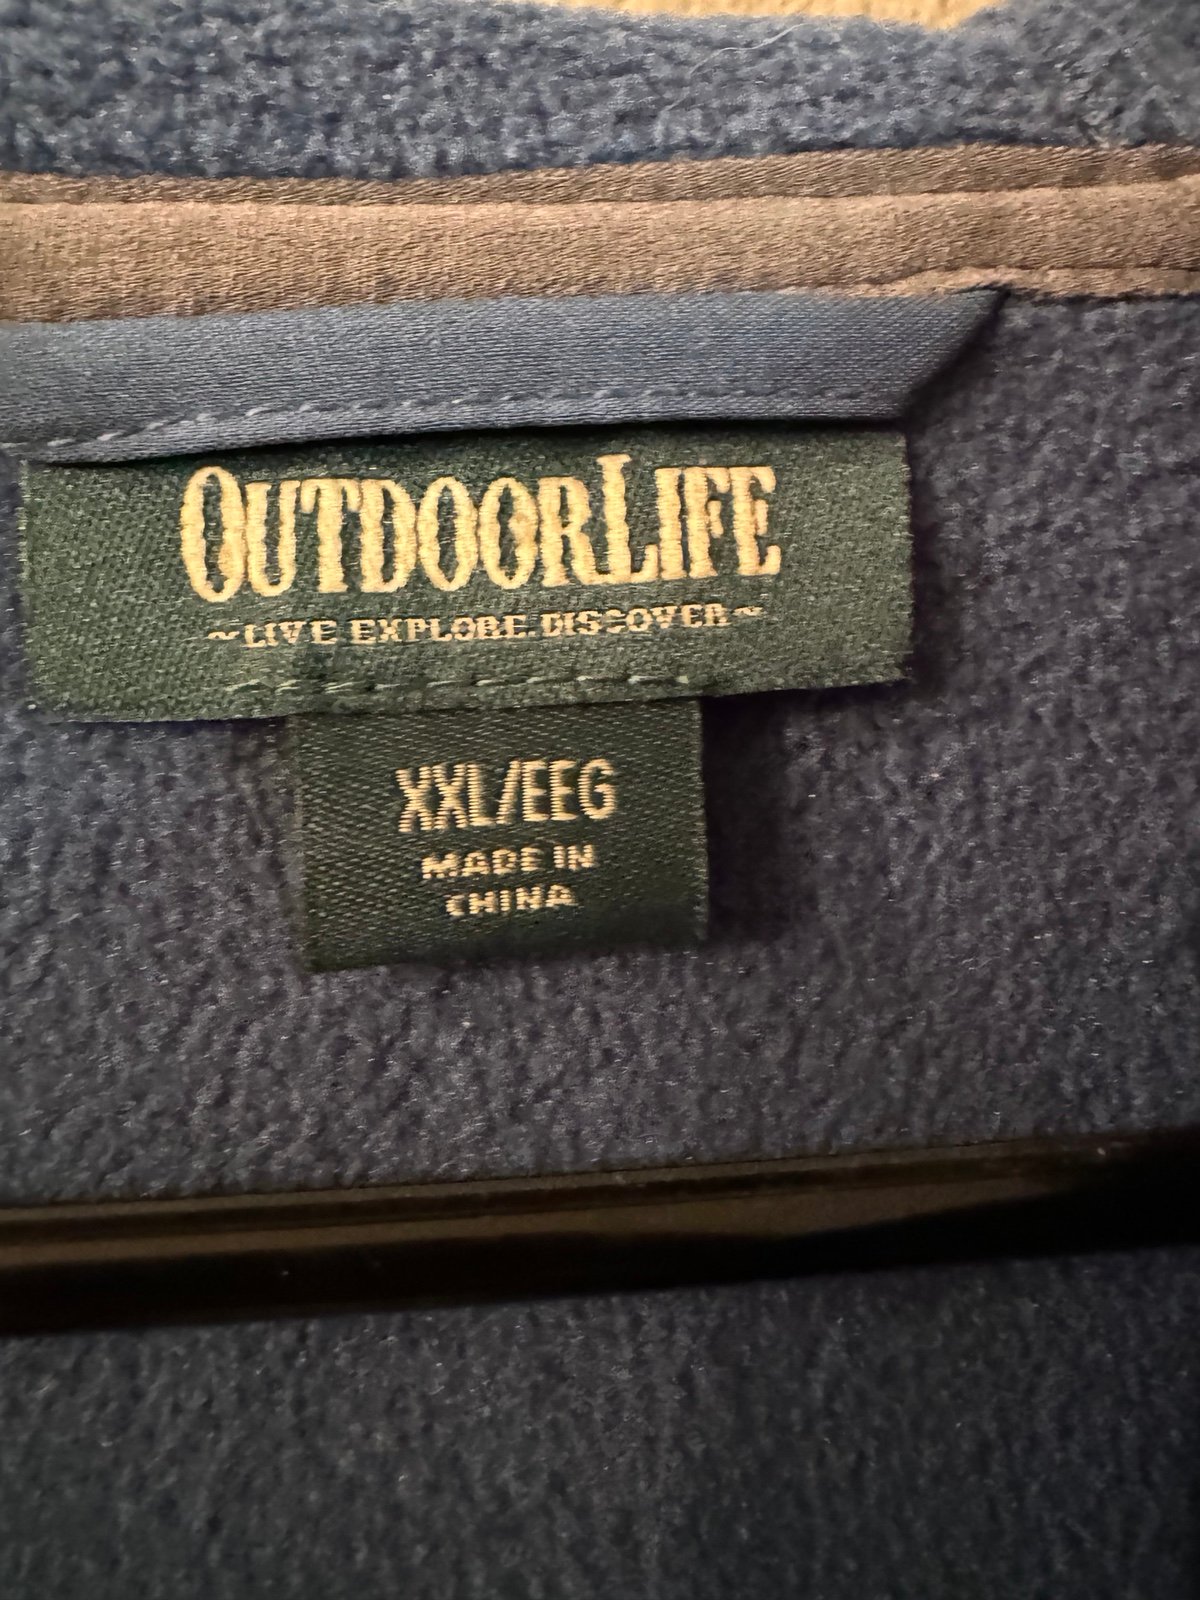 OUTDOORLIFE
~LIVE EXPLORE.DISCOVER~
XXL/EEG
MADE IN
CHINA